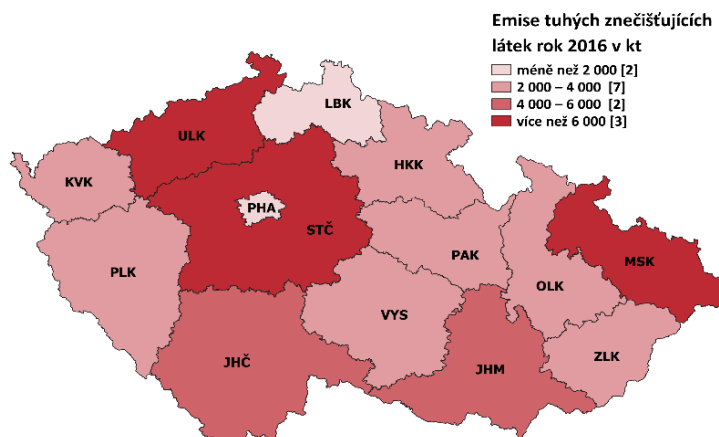 Emise tuhých znečišťujících
látek rok 2016 v kt
méně než 2 000 [2]
2 000 – 4 000 [7]
4 000 – 6 000 [2]
více než 6 000 [3]
LBK
ULK
HKK
KVK
PHA
STČ
PAK
MSK
PLK
OLK
VYS
ZLK
JHČ
JHM